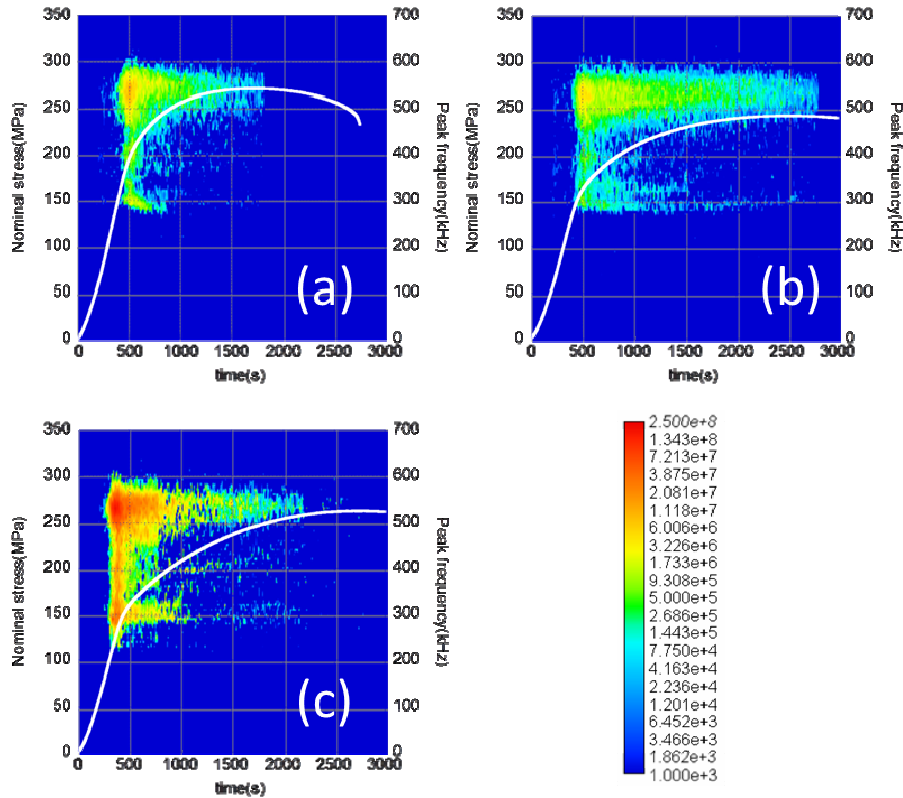 350
300
250
200
150
100
50
0
Nominal stress(MPa)
700
600
500
400
300
200
100
0
Peak frequency(kHz)
0 500 1000 1500 2000 2500 3000
time(s)
(a)
350
300
250
200
150
100
50
0
Nominal stress(MPa)
700
600
500
400
300
200
100
0
Peak frequency(kHz)
0 500 1000 1500 2000 2500 3000
time(s)
(b)
350
300
250
200
150
100
50
0
Nominal stress(MPa)
700
600
500
400
300
200
100
0
Peak frequency(kHz)
0 500 1000 1500 2000 2500 3000
time(s)
(c)
2.500e+8
1.343e+8
7.213e+7
3.875e+7
2.081e+7
1.118e+7
6.006e+6
3.226e+6
1.733e+6
9.308e+5
5.000e+5
2.686e+5
1.443e+5
7.750e+4
4.163e+4
2.236e+4
1.201e+4
6.452e+3
3.466e+3
1.862e+3
1.000e+3